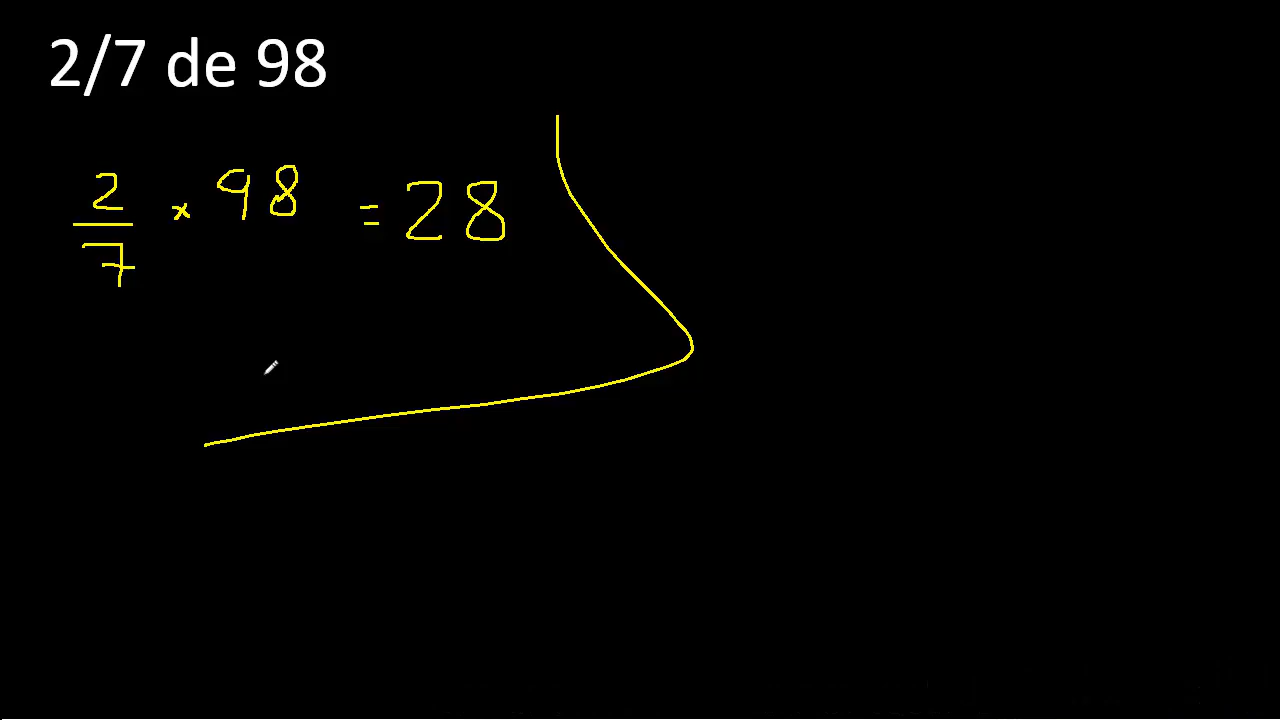 2/7 de 98
2/7 × 98 = 28